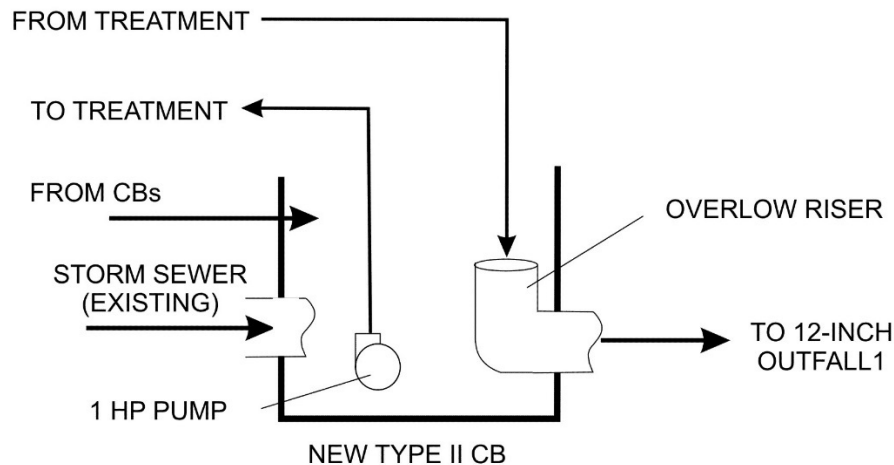 FROM TREATMENT
TO TREATMENT
FROM CBs
OVERLOW RISER
STORM SEWER
(EXISTING)
TO 12-INCH
OUTFALL1
1 HP PUMP
NEW TYPE II CB